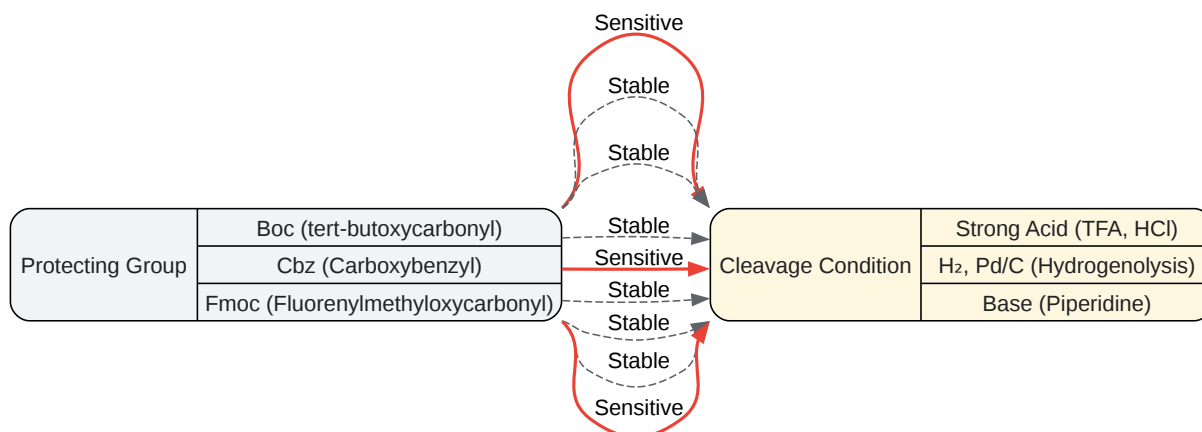 Sensitive
Stable
Stable
Protecting Group
Boc (tert-butoxycarbonyl)
Cbz (Carboxybenzyl)
Fmoc (Fluorenylmethyloxycarbonyl)
Stable
Sensitive
Stable
Cleavage Condition
Strong Acid (TFA, HCl)
H₂, Pd/C (Hydrogenolysis)
Base (Piperidine)
Stable
Stable
Sensitive